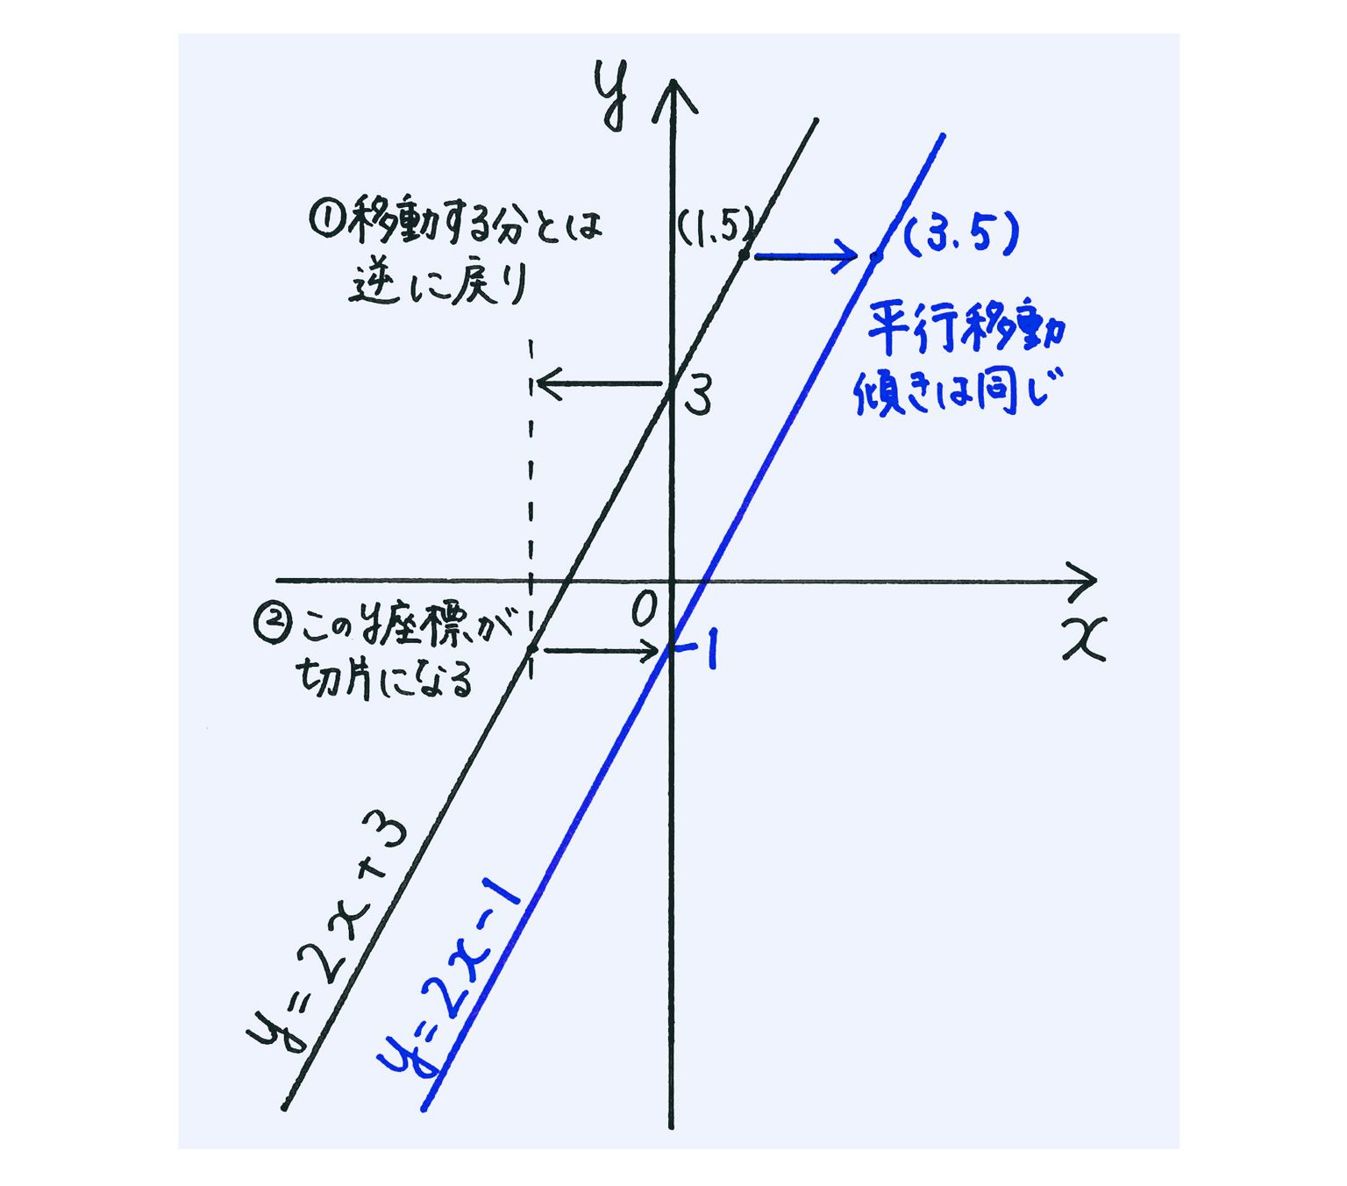 y
①移動する分とは
逆に戻り
(1.5)
(3.5)
平行移動
傾きは同じ
3
0
x
②このy座標が
切片になる
-1
y=2x+3
y=2x-1